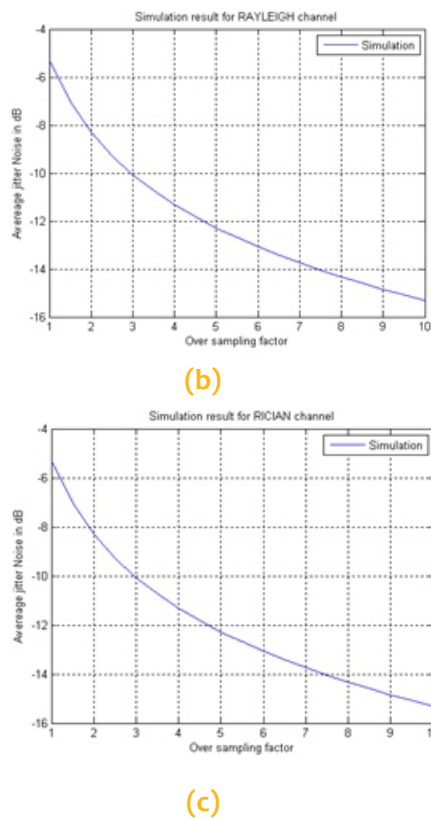 Simulation result for RAYLEIGH channel
Simulation
-4
-6
-8
-10
-12
-14
-16
Avereage jitter Noise in dB
1 2 3 4 5 6 7 8 9 10
Over sampling factor
(b)
Simulation result for RICIAN channel
Simulation
-4
-6
-8
-10
-12
-14
-16
Avereage jitter Noise in dB
1 2 3 4 5 6 7 8 9
Over sampling factor
(c)